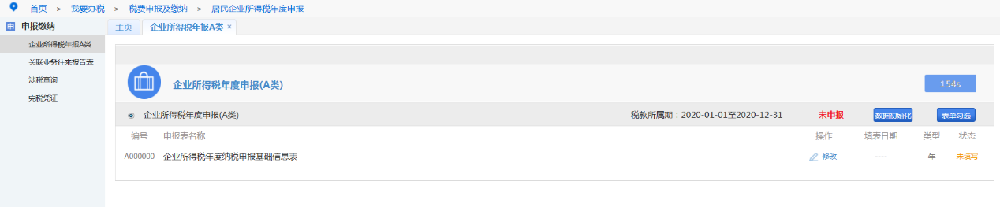 首页 > 我要办税 > 税费申报及缴纳 > 居民企业所得税年度申报
申 申报缴纳
主页 企业所得税年报A类 ×
企业所得税年报A类
关联业务往来报告表
涉税查询
完税凭证
企业所得税年度申报(A类)
154s
企业所得税年度申报(A类) 税款所属期：2020-01-01至2020-12-31 未申报 数据初始化 表单勾选
编号 申报表名称 操作 填表日期 类型 状态
A000000 企业所得税年度纳税申报基础信息表 修改 ---- 年 未填写